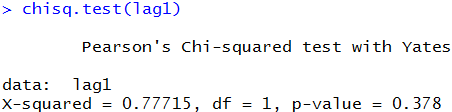 > chisq.test(lag1)
Pearson's Chi-squared test with Yates
data: lag1
X-squared = 0.77715, df = 1, p-value = 0.378